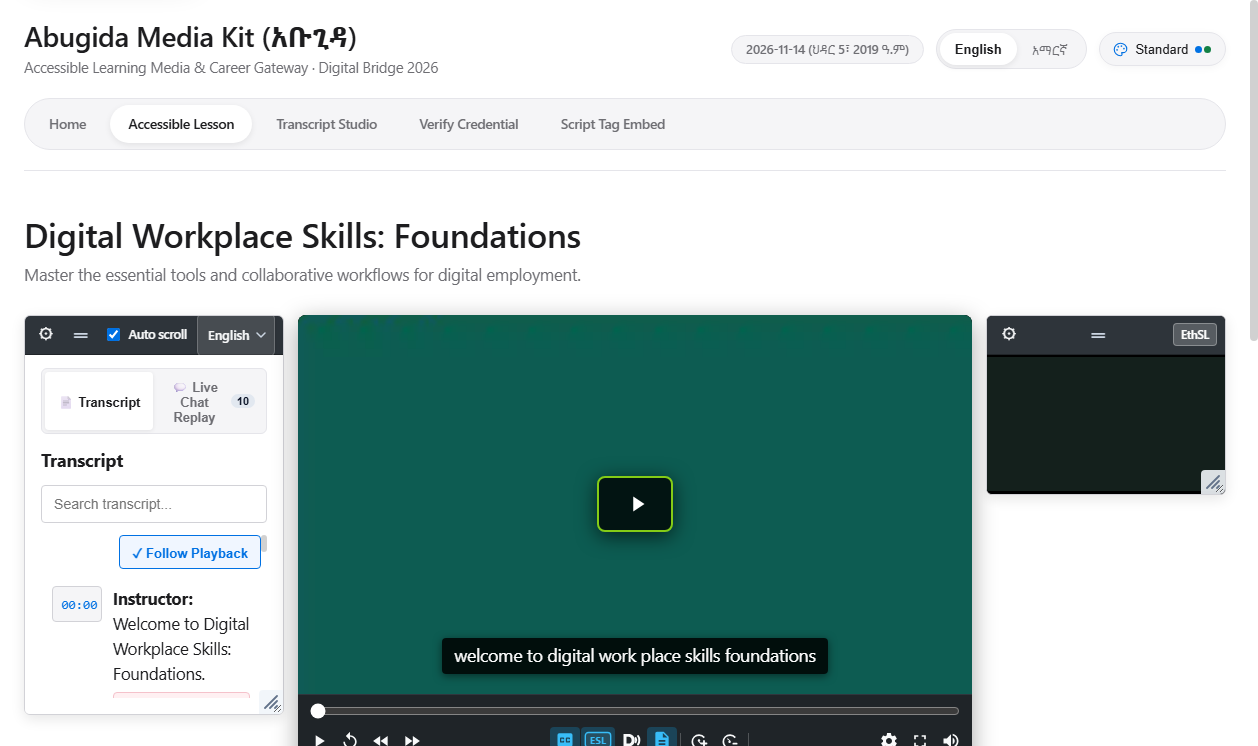 Abugida Media Kit (አቡጊዳ)
Accessible Learning Media & Career Gateway · Digital Bridge 2026
2026-11-14 (ህዳር 5፣ 2019 ዓ.ም)
English
አማርኛ
Standard
Home
Accessible Lesson
Transcript Studio
Verify Credential
Script Tag Embed
Digital Workplace Skills: Foundations
Master the essential tools and collaborative workflows for digital employment.
Auto scroll
English
Transcript
Live
Chat
Replay
10
Transcript
Search transcript...
✓ Follow Playback
00:00
Instructor:
Welcome to Digital
Workplace Skills:
Foundations.
welcome to digital work place skills foundations
CC
ESL
D
EthSL